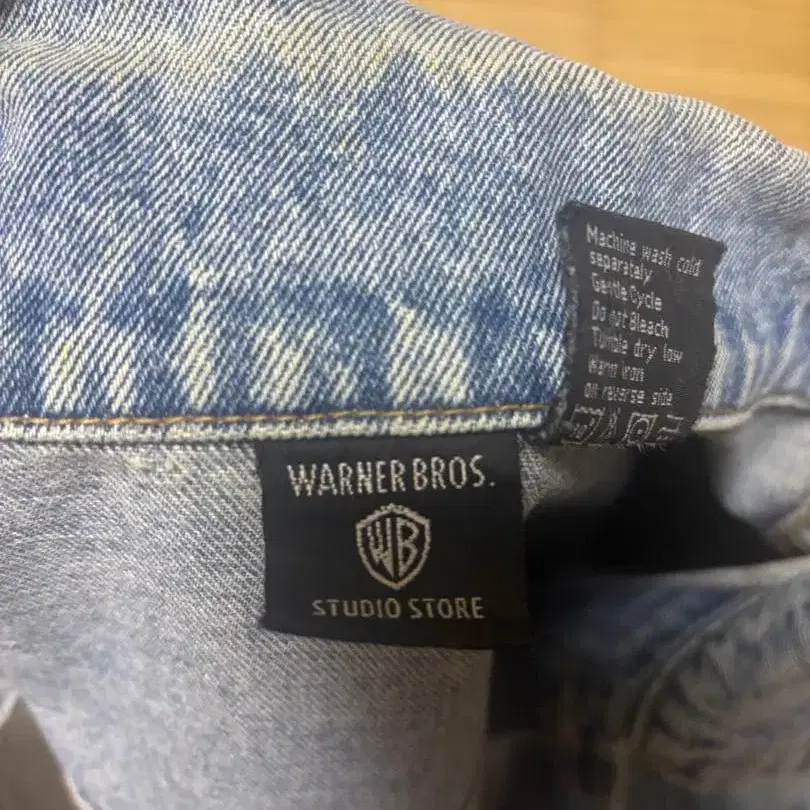 Machine wash cold
separately
Gentle Cycle
Do not Bleach
Tumble dry low
Warm iron
on reverse side
WARNER BROS.
WB
STUDIO STORE